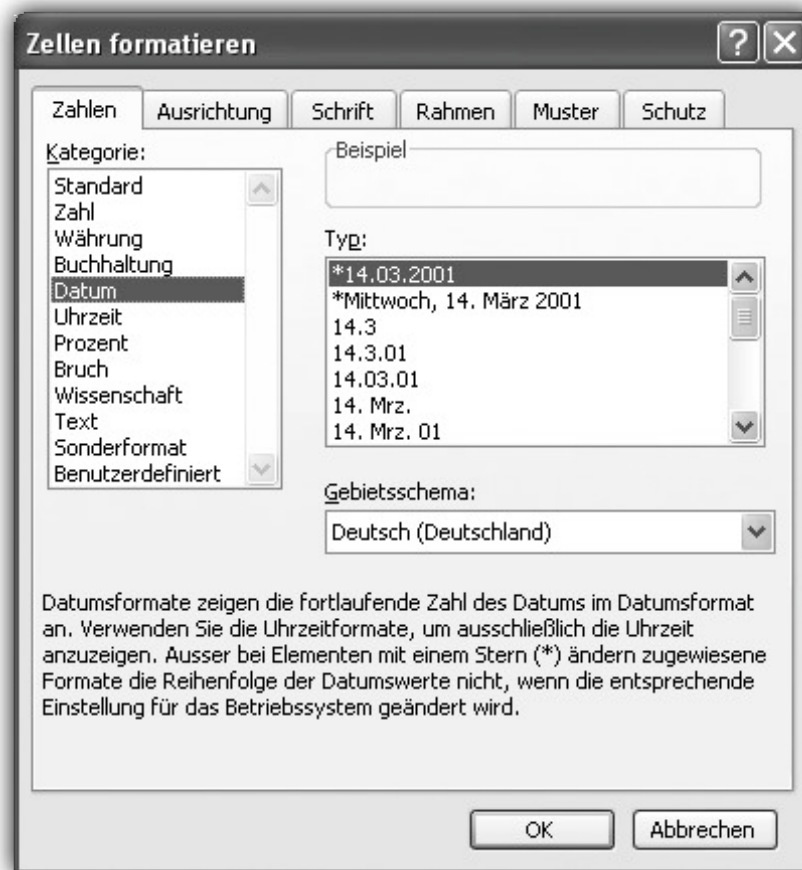 Zellen formatieren
Zahlen Ausrichtung Schrift Rahmen Muster Schutz
Kategorie:
Standard
Zahl
Währung
Buchhaltung
Datum
Uhrzeit
Prozent
Bruch
Wissenschaft
Text
Sonderformat
Benutzerdefiniert
Beispiel
Typ:
*14.03.2001
*Mittwoch, 14. März 2001
14.3
14.3.01
14.03.01
14. Mrz.
14. Mrz. 01
Gebietsschema:
Deutsch (Deutschland)
Datumsformate zeigen die fortlaufende Zahl des Datums im Datumsformat
an. Verwenden Sie die Uhrzeitformate, um ausschließlich die Uhrzeit
anzuzeigen. Ausser bei Elementen mit einem Stern (*) ändern zugewiesene
Formate die Reihenfolge der Datumswerte nicht, wenn die entsprechende
Einstellung für das Betriebssystem geändert wird.
OK Abbrechen